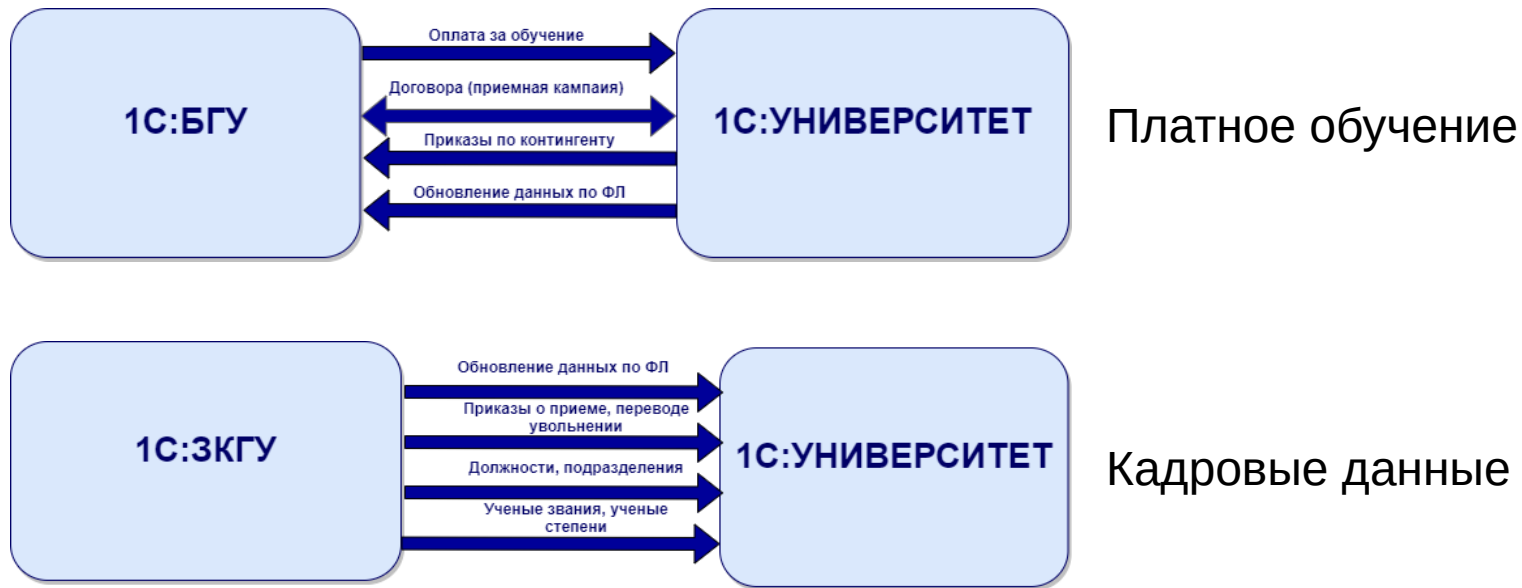 Оплата за обучение
Договора (приемная кампаия)
1С:БГУ
1С:УНИВЕРСИТЕТ
Платное обучение
Приказы по контингенту
Обновление данных по ФЛ
Обновление данных по ФЛ
Приказы о приеме, переводе
увольнении
1С:ЗКГУ
1С:УНИВЕРСИТЕТ
Кадровые данные
Должности, подразделения
Ученые звания, ученые
степени